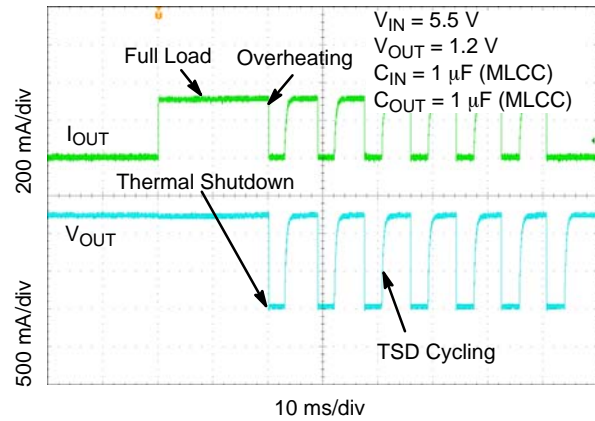 V_IN = 5.5 V
V_OUT = 1.2 V
C_IN = 1 μF (MLCC)
C_OUT = 1 μF (MLCC)
Full Load
Overheating
I_OUT
200 mA/div
Thermal Shutdown
V_OUT
500 mA/div
TSD Cycling
10 ms/div